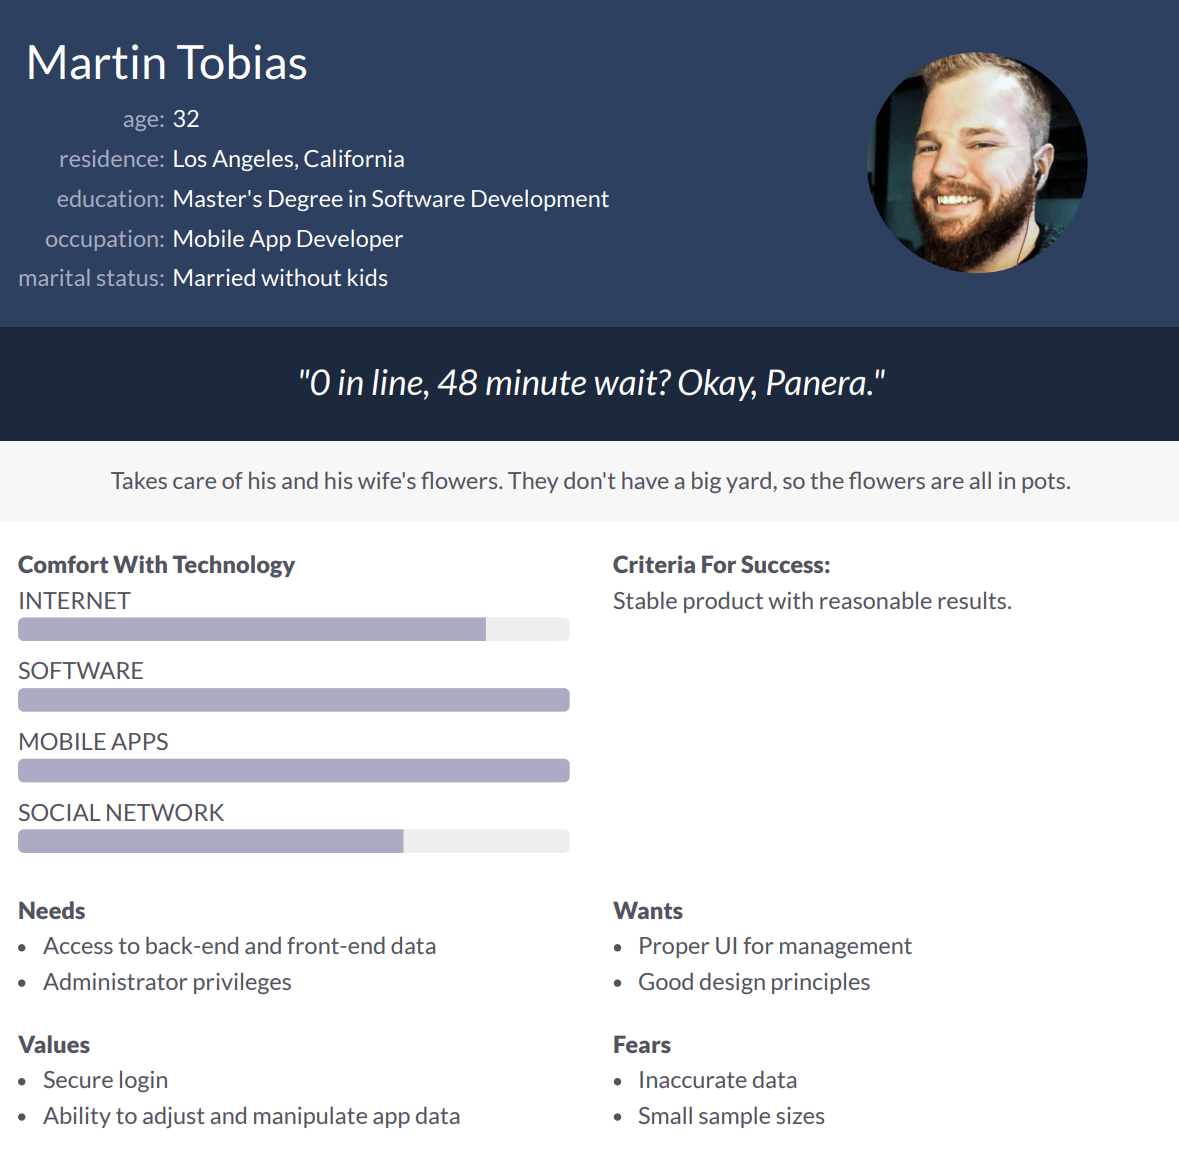 Martin Tobias
age: 32
residence: Los Angeles, California
education: Master's Degree in Software Development
occupation: Mobile App Developer
marital status: Married without kids
"0 in line, 48 minute wait? Okay, Panera."
Takes care of his and his wife's flowers. They don't have a big yard, so the flowers are all in pots.
Comfort With Technology
INTERNET
SOFTWARE
MOBILE APPS
SOCIAL NETWORK
Criteria For Success:
Stable product with reasonable results.
Needs
• Access to back-end and front-end data
• Administrator privileges
Wants
• Proper UI for management
• Good design principles
Values
• Secure login
• Ability to adjust and manipulate app data
Fears
• Inaccurate data
• Small sample sizes